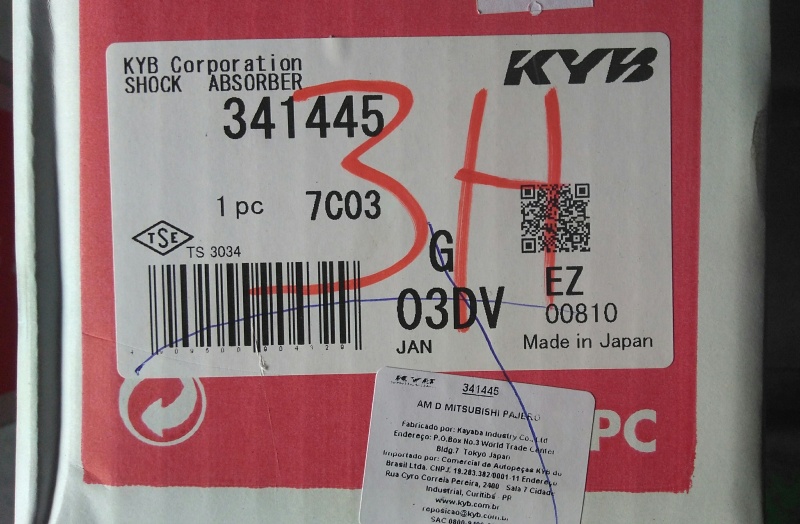 KYB Corporation
KYB
SHOCK ABSORBER
341445
3H
1 pc 7C03
TSE
TS 3034
G
EZ
03DV
00810
JAN
Made in Japan
PC
KYB
341445
AM D MITSUBISHI PAJERO
Fabricado por: Kayaba Industry Co., Ltd
Endereço: P.O.Box No.3 World Trade Center
Bldg.7 Tokyo Japan
Importado por: Comercial de Autopeças KYB do
Brasil Ltda. CNPJ. 19.283.382/0001-11 Endereço
Rua Cyro Correia Pereira, 2400 Sala 7 Cidade
Industrial, Curitiba PR
www.kyb.com.br
reposicao@kyb.com.br
SAC 0800-